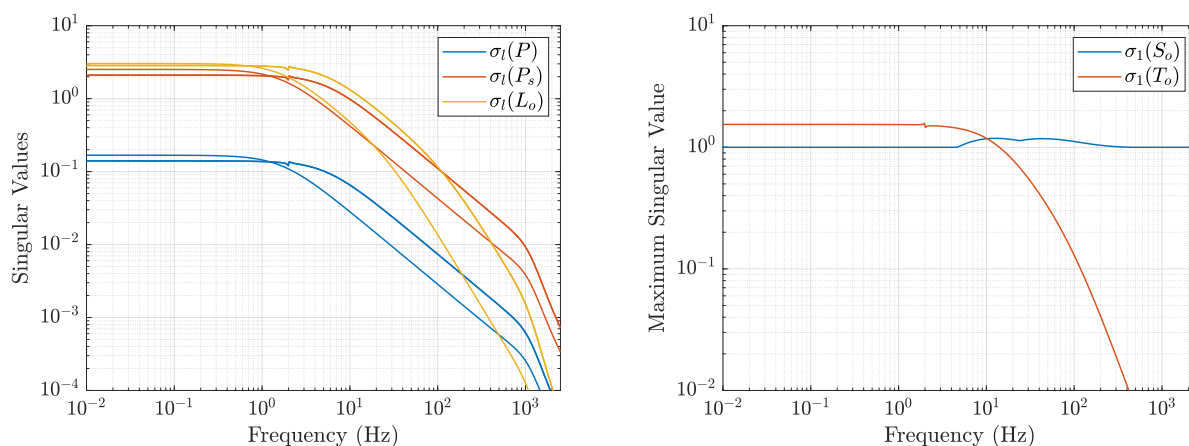 Singular Values
10^1
10^0
10^{-1}
10^{-2}
10^{-3}
10^{-4}
σ_l(P)
σ_l(P_s)
σ_l(L_o)
10^{-2} 10^{-1} 10^0 10^1 10^2 10^3
Frequency (Hz)
Maximum Singular Value
10^1
10^0
10^{-1}
10^{-2}
σ_1(S_o)
σ_1(T_o)
10^{-2} 10^{-1} 10^0 10^1 10^2 10^3
Frequency (Hz)